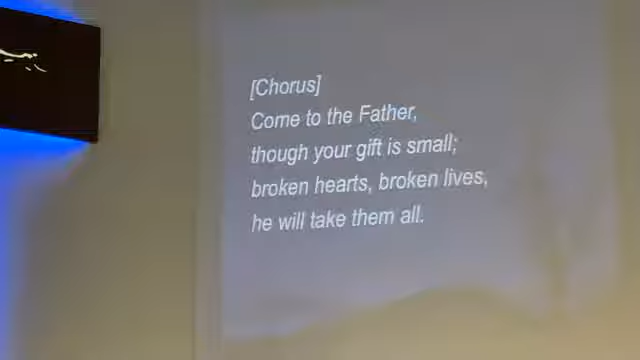 [Chorus]
Come to the Father,
though your gift is small;
broken hearts, broken lives,
he will take them all.